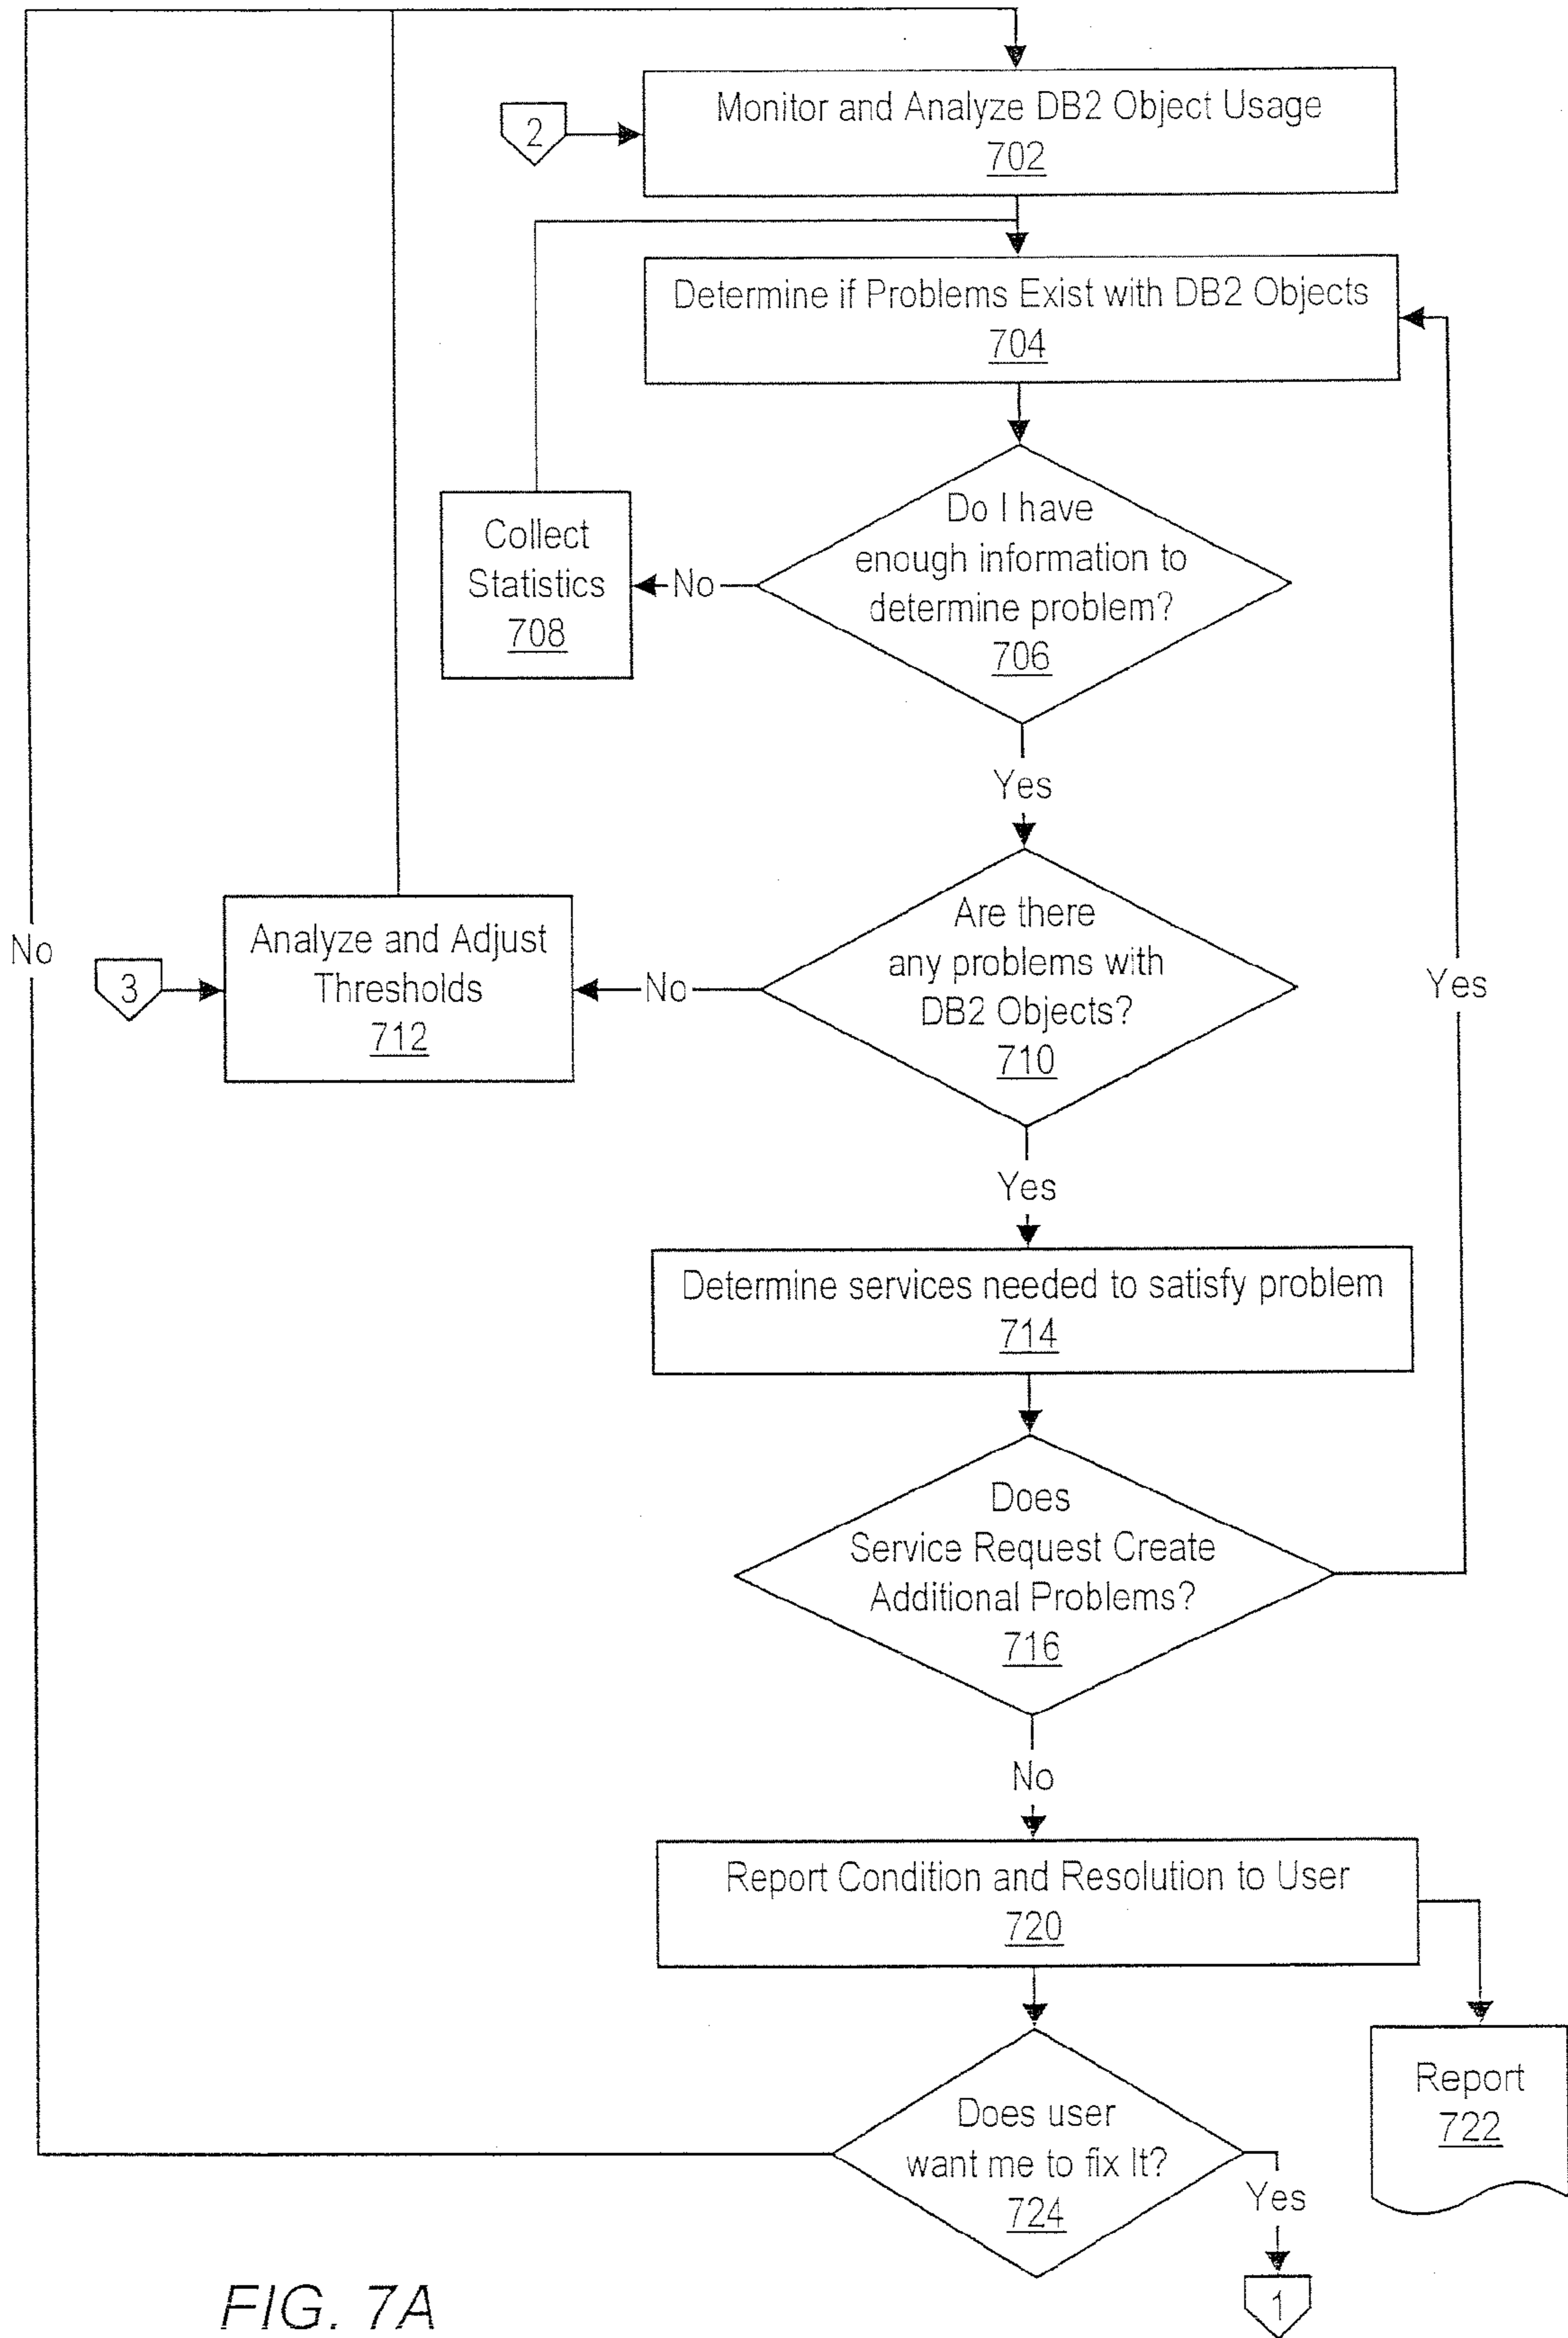 Monitor and Analyze DB2 Object Usage
702
2
Determine if Problems Exist with DB2 Objects
704
Do I have
enough information to
determine problem?
706
No
Collect
Statistics
708
Yes
Are there
any problems with
DB2 Objects?
710
No
Analyze and Adjust
Thresholds
712
3
No
Yes
Yes
Determine services needed to satisfy problem
714
Does
Service Request Create
Additional Problems?
716
No
Report Condition and Resolution to User
720
Report
722
Does user
want me to fix It?
724
Yes
1
FIG. 7A